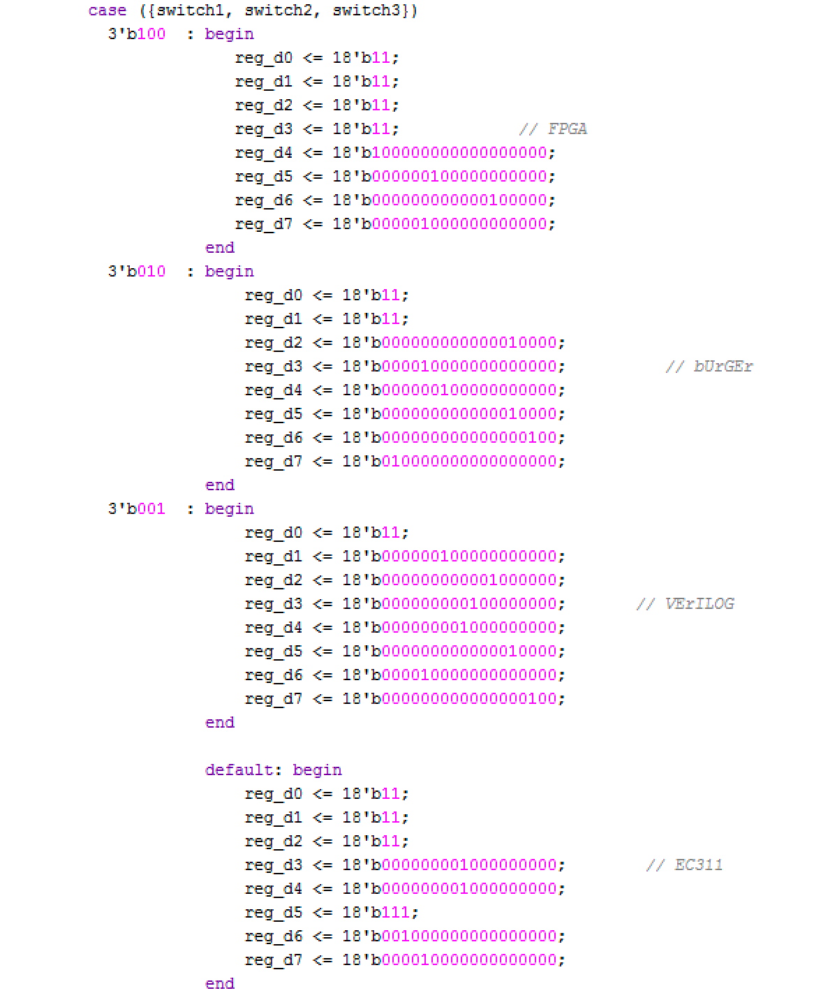 case ({switch1, switch2, switch3})
3'b100 : begin
reg_d0 <= 18'b11;
reg_d1 <= 18'b11;
reg_d2 <= 18'b11;
reg_d3 <= 18'b11; // FPGA
reg_d4 <= 18'b100000000000000000;
reg_d5 <= 18'b000000100000000000;
reg_d6 <= 18'b000000000000100000;
reg_d7 <= 18'b000001000000000000;
end
3'b010 : begin
reg_d0 <= 18'b11;
reg_d1 <= 18'b11;
reg_d2 <= 18'b000000000000010000;
reg_d3 <= 18'b000010000000000000; // bUrGEr
reg_d4 <= 18'b000000100000000000;
reg_d5 <= 18'b000000000000010000;
reg_d6 <= 18'b000000000000000100;
reg_d7 <= 18'b010000000000000000;
end
3'b001 : begin
reg_d0 <= 18'b11;
reg_d1 <= 18'b000000100000000000;
reg_d2 <= 18'b000000000001000000;
reg_d3 <= 18'b000000000100000000; // VErILOG
reg_d4 <= 18'b000000001000000000;
reg_d5 <= 18'b000000000000010000;
reg_d6 <= 18'b000010000000000000;
reg_d7 <= 18'b000000000000000100;
end
default: begin
reg_d0 <= 18'b11;
reg_d1 <= 18'b11;
reg_d2 <= 18'b11;
reg_d3 <= 18'b000000001000000000; // EC311
reg_d4 <= 18'b000000001000000000;
reg_d5 <= 18'b111;
reg_d6 <= 18'b001000000000000000;
reg_d7 <= 18'b000010000000000000;
end